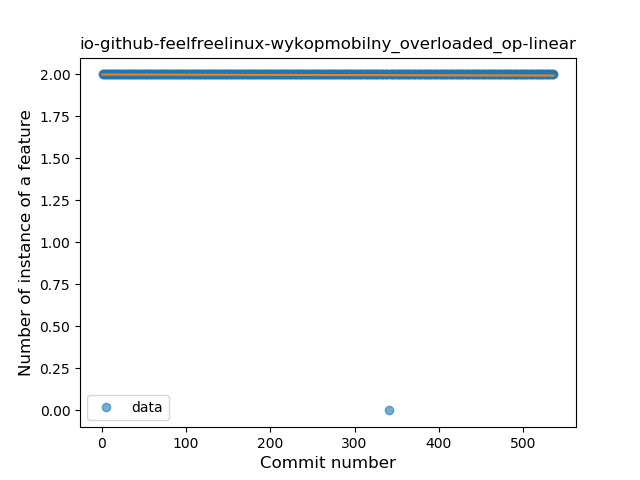 io-github-feelfreelinux-wykopmobilny_overloaded_op-linear
2.00
1.75
1.50
1.25
1.00
0.75
0.50
0.25
0.00
Number of instance of a feature
data
0 100 200 300 400 500
Commit number